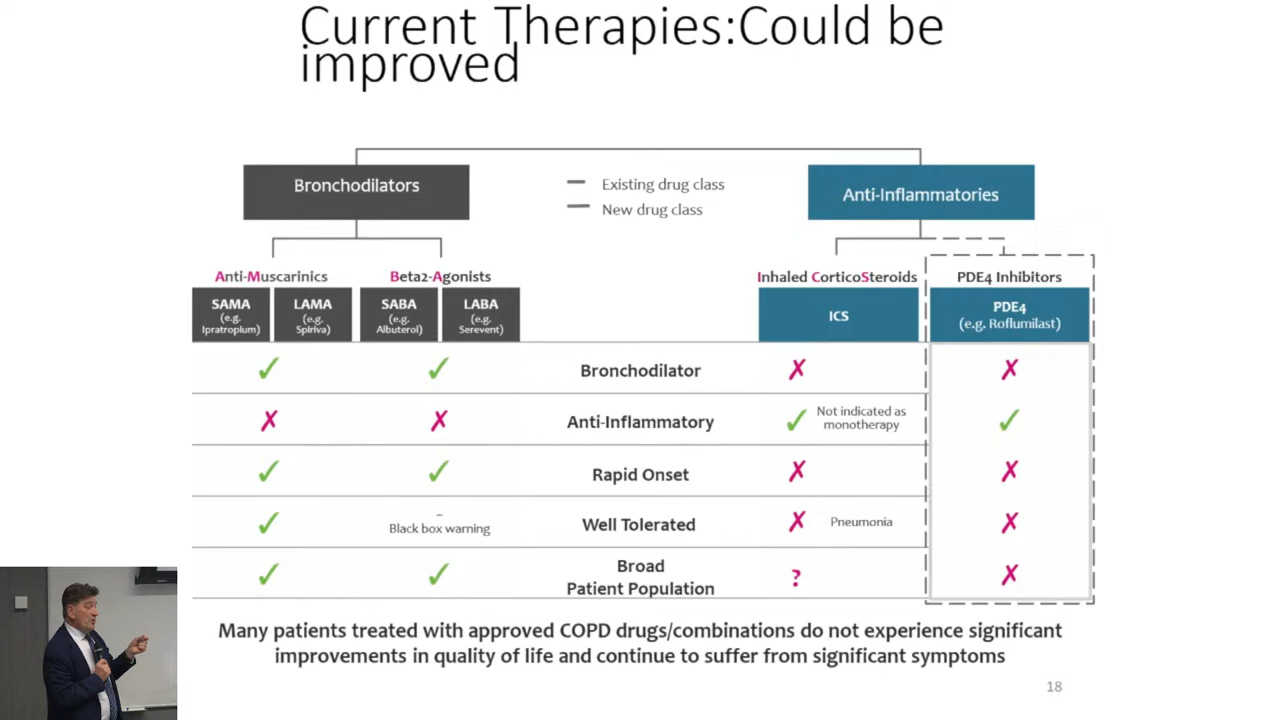 Current Therapies:Could be
improved
Bronchodilators
Existing drug class
New drug class
Anti-Inflammatories
Anti-Muscarinics
Beta2-Agonists
Inhaled CorticoSteroids
PDE4 Inhibitors
SAMA
(e.g.
Ipratropium)
LAMA
(e.g.
Spiriva)
SABA
(e.g.
Albuterol)
LABA
(e.g.
Serevent)
ICS
PDE4
(e.g. Roflumilast)
✓ ✓ Bronchodilator ✗ ✗
✗ ✗ Anti-Inflammatory ✓ Not indicated as
monotherapy ✓
✓ ✓ Rapid Onset ✗ ✗
✓ – Black box warning Well Tolerated ✗ Pneumonia ✗
✓ ✓ Broad
Patient Population ? ✗
Many patients treated with approved COPD drugs/combinations do not experience significant
improvements in quality of life and continue to suffer from significant symptoms
18